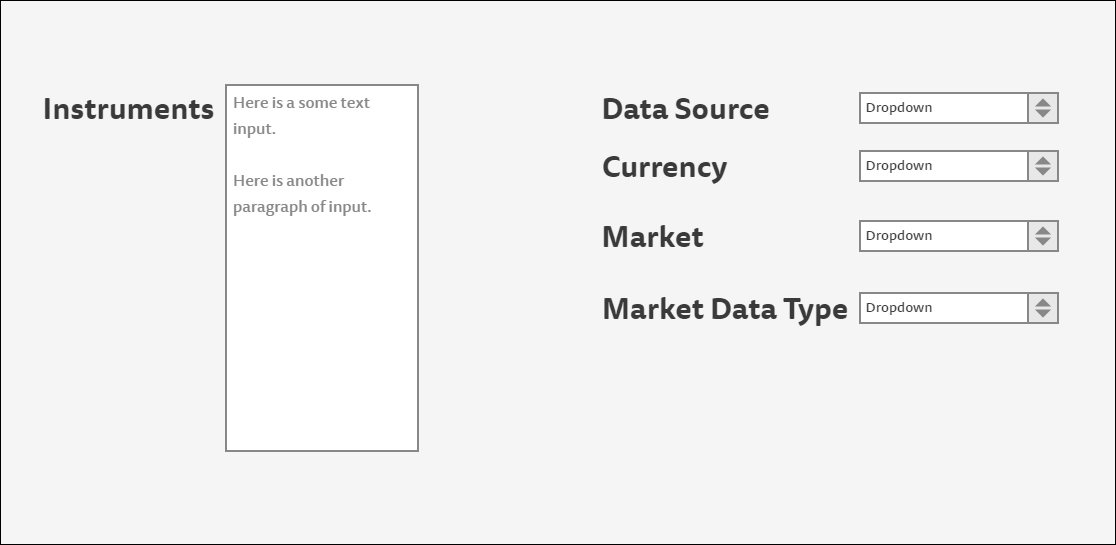 Instruments
Here is a some text
input.
Here is another
paragraph of input.
Data Source
Dropdown
Currency
Dropdown
Market
Dropdown
Market Data Type
Dropdown